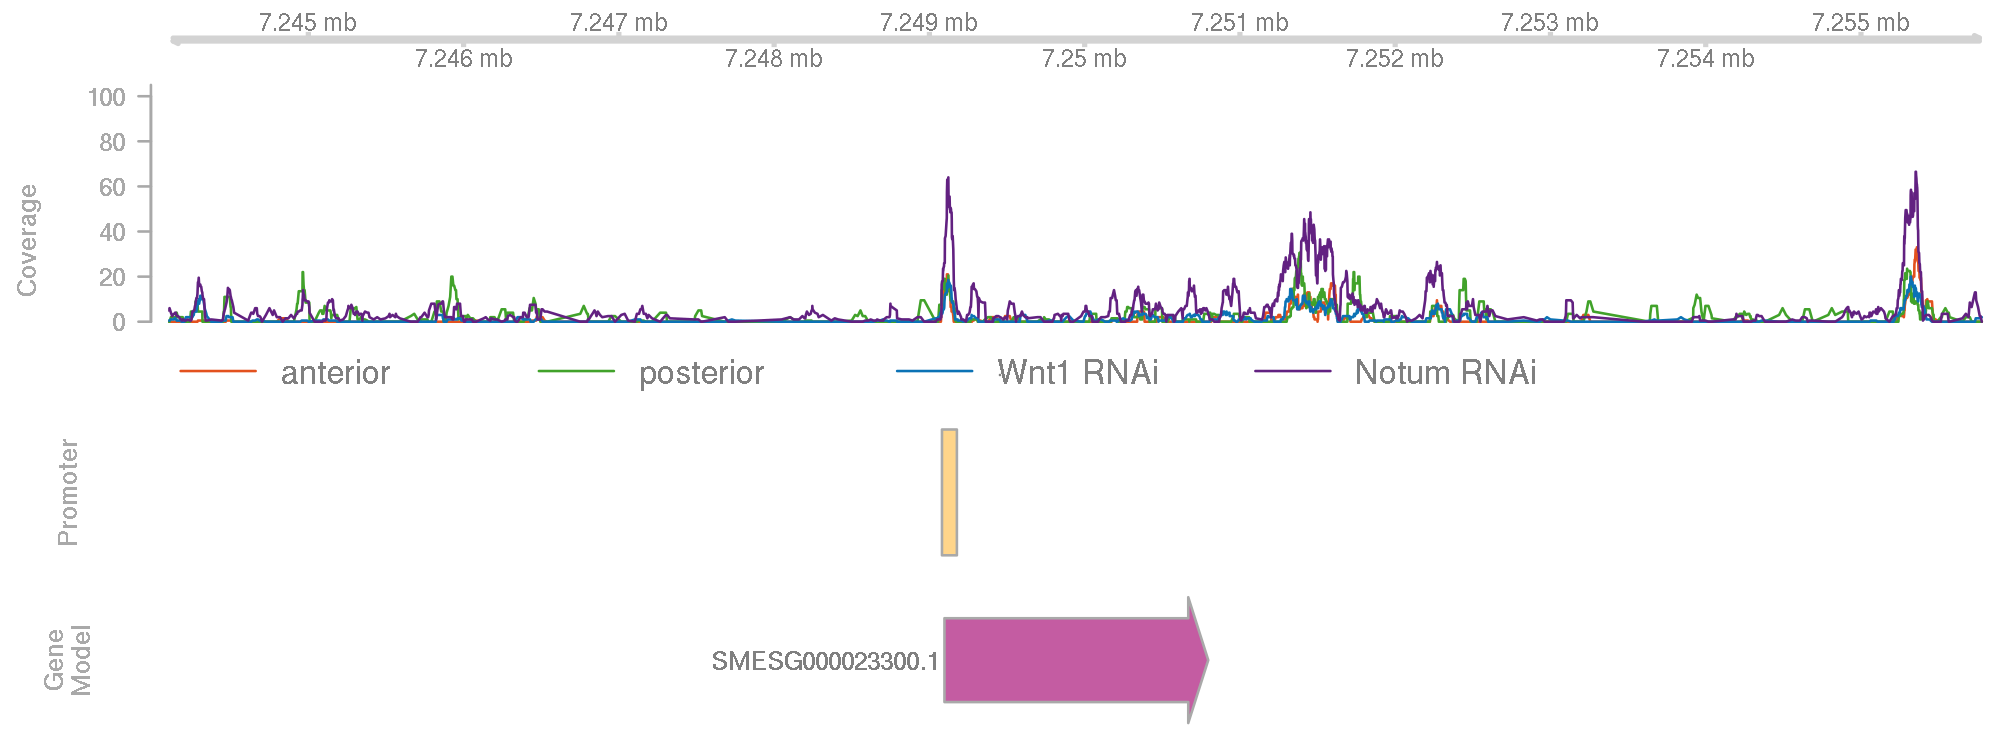 7.245 mb 7.247 mb 7.249 mb 7.251 mb 7.253 mb 7.255 mb
7.246 mb 7.248 mb 7.25 mb 7.252 mb 7.254 mb
Coverage
100
80
60
40
20
0
anterior posterior Wnt1 RNAi Notum RNAi
Promoter
Gene
Model
SMESG000023300.1